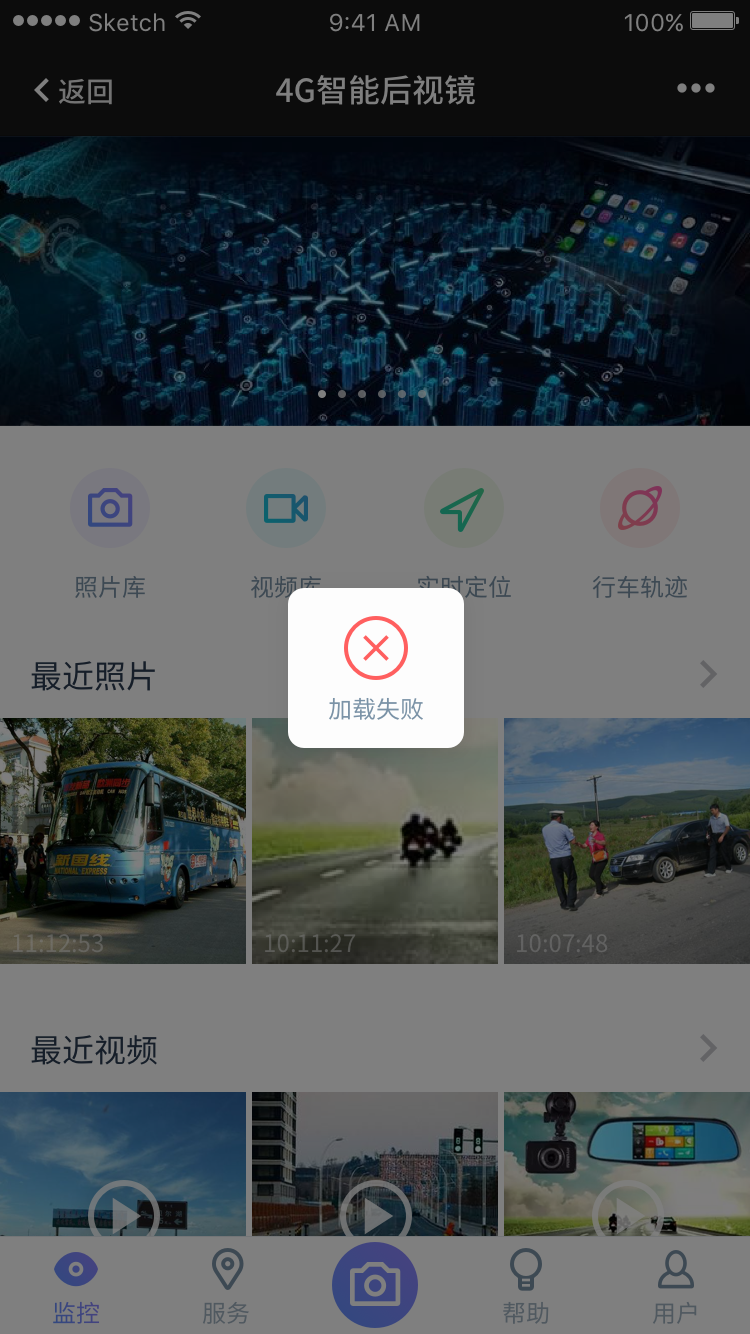 Sketch 9:41 AM 100%
返回 4G智能后视镜
照片库 视频库 实时定位 行车轨迹
加载失败
最近照片
新国线
NATIONAL EXPRESS
11:12:53 10:11:27 10:07:48
最近视频
监控 服务 帮助 用户